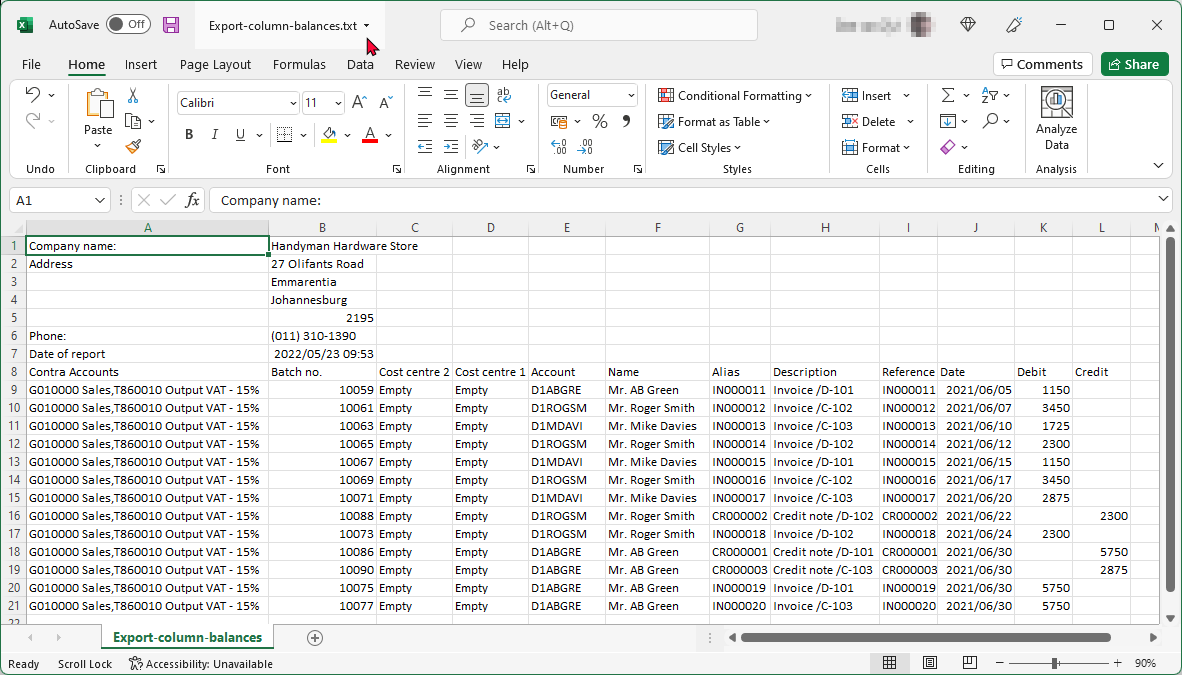 AutoSave Off Export-column-balances.txt Search (Alt+Q)
File Home Insert Page Layout Formulas Data Review View Help Comments Share
Calibri 11 General Conditional Formatting Insert
Paste Format as Table Delete Analyze Data
Cell Styles Format
Undo Clipboard Font Alignment Number Styles Cells Editing Analysis
A1 fx Company name:
A B C D E F G H I J K L
1 Company name: Handyman Hardware Store
2 Address 27 Olifants Road
3 Emmarentia
4 Johannesburg
5 2195
6 Phone: (011) 310-1390
7 Date of report 2022/05/23 09:53
8 Contra Accounts Batch no. Cost centre 2 Cost centre 1 Account Name Alias Description Reference Date Debit Credit
9 G010000 Sales,T860010 Output VAT - 15% 10059 Empty Empty D1ABGRE Mr. AB Green IN000011 Invoice /D-101 IN000011 2021/06/05 1150
10 G010000 Sales,T860010 Output VAT - 15% 10061 Empty Empty D1ROGSM Mr. Roger Smith IN000012 Invoice /C-102 IN000012 2021/06/07 3450
11 G010000 Sales,T860010 Output VAT - 15% 10063 Empty Empty D1MDAVI Mr. Mike Davies IN000013 Invoice /C-103 IN000013 2021/06/10 1725
12 G010000 Sales,T860010 Output VAT - 15% 10065 Empty Empty D1ROGSM Mr. Roger Smith IN000014 Invoice /D-102 IN000014 2021/06/12 2300
13 G010000 Sales,T860010 Output VAT - 15% 10067 Empty Empty D1MDAVI Mr. Mike Davies IN000015 Invoice /D-101 IN000015 2021/06/15 1150
14 G010000 Sales,T860010 Output VAT - 15% 10069 Empty Empty D1ROGSM Mr. Roger Smith IN000016 Invoice /C-102 IN000016 2021/06/17 3450
15 G010000 Sales,T860010 Output VAT - 15% 10071 Empty Empty D1MDAVI Mr. Mike Davies IN000017 Invoice /C-103 IN000017 2021/06/20 2875
16 G010000 Sales,T860010 Output VAT - 15% 10088 Empty Empty D1ROGSM Mr. Roger Smith CR000002 Credit note /D-102 CR000002 2021/06/22 2300
17 G010000 Sales,T860010 Output VAT - 15% 10073 Empty Empty D1ROGSM Mr. Roger Smith IN000018 Invoice /D-102 IN000018 2021/06/24 2300
18 G010000 Sales,T860010 Output VAT - 15% 10086 Empty Empty D1ABGRE Mr. AB Green CR000001 Credit note /D-101 CR000001 2021/06/30 5750
19 G010000 Sales,T860010 Output VAT - 15% 10090 Empty Empty D1ABGRE Mr. AB Green CR000003 Credit note /C-103 CR000003 2021/06/30 2875
20 G010000 Sales,T860010 Output VAT - 15% 10075 Empty Empty D1ABGRE Mr. AB Green IN000019 Invoice /D-101 IN000019 2021/06/30 5750
21 G010000 Sales,T860010 Output VAT - 15% 10077 Empty Empty D1ABGRE Mr. AB Green IN000020 Invoice /C-103 IN000020 2021/06/30 5750
Export-column-balances
Ready Scroll Lock Accessibility: Unavailable 90%